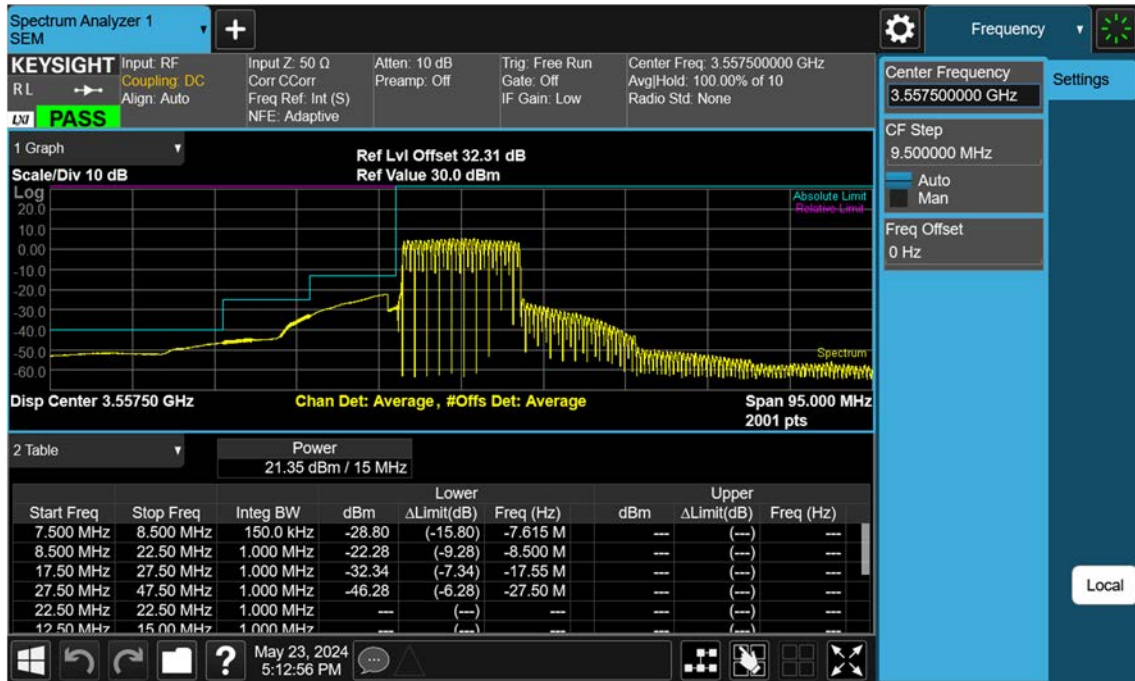 Spectrum Analyzer 1
SEM
Frequency
KEYSIGHT
RL
LXI PASS
Input: RF
Coupling: DC
Align: Auto
Input Z: 50 Ω
Corr CCorr
Freq Ref: Int (S)
NFE: Adaptive
Atten: 10 dB
Preamp: Off
Trig: Free Run
Gate: Off
IF Gain: Low
Center Freq: 3.557500000 GHz
Avg|Hold: 100.00% of 10
Radio Std: None
Center Frequency
3.557500000 GHz
Settings
CF Step
9.500000 MHz
Auto
Man
Freq Offset
0 Hz
Local
1 Graph
Scale/Div 10 dB
Ref Lvl Offset 32.31 dB
Ref Value 30.0 dBm
Log
Absolute Limit
Relative Limit
20.0
10.0
0.00
-10.0
-20.0
-30.0
-40.0
-50.0
-60.0
Spectrum
Disp Center 3.55750 GHz
Chan Det: Average, #Offs Det: Average
Span 95.000 MHz
2001 pts
2 Table
Power
21.35 dBm / 15 MHz
Lower Upper
Start Freq Stop Freq Integ BW dBm ΔLimit(dB) Freq (Hz) dBm ΔLimit(dB) Freq (Hz)
7.500 MHz 8.500 MHz 150.0 kHz -28.80 (-15.80) -7.615 M --- (---) ---
8.500 MHz 22.50 MHz 1.000 MHz -22.28 (-9.28) -8.500 M --- (---) ---
17.50 MHz 27.50 MHz 1.000 MHz -32.34 (-7.34) -17.55 M --- (---) ---
27.50 MHz 47.50 MHz 1.000 MHz -46.28 (-6.28) -27.50 M --- (---) ---
22.50 MHz 22.50 MHz 1.000 MHz --- (---) --- --- (---) ---
12.50 MHz 15.00 MHz 1.000 MHz --- (---) --- --- (---) ---
May 23, 2024
5:12:56 PM